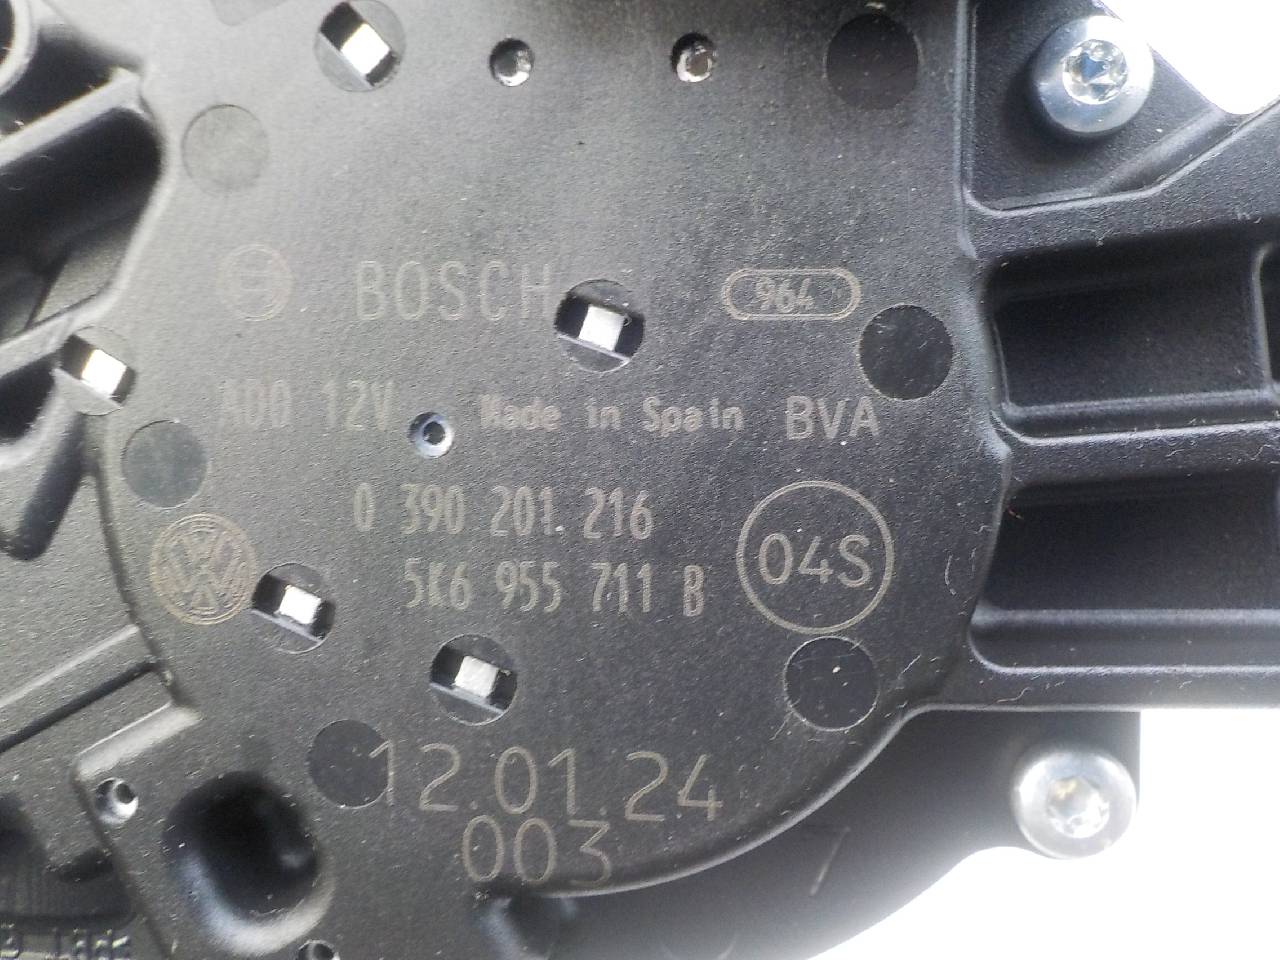 BOSCH 964
ADD 12V Made in Spain BVA
0 390 201 216
5K6 955 711 B 04S
12.01.24
003